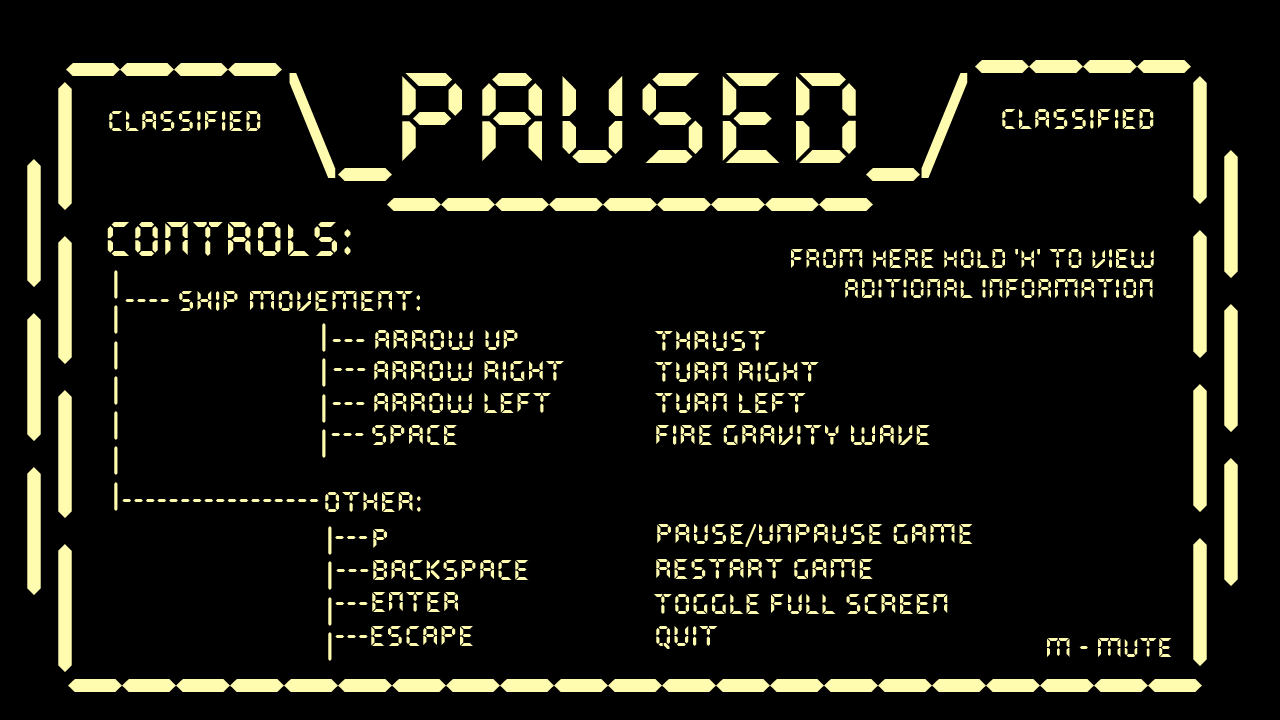 PAUSED
CLASSIFIED
CLASSIFIED
CONTROLS:
FROM HERE HOLD 'H' TO VIEW
ADITIONAL INFORMATION
---- SHIP MOVEMENT:
|--- ARROW UP THRUST
|--- ARROW RIGHT TURN RIGHT
|--- ARROW LEFT TURN LEFT
|--- SPACE FIRE GRAVITY WAVE
|-----------------OTHER:
|---P PAUSE/UNPAUSE GAME
|---BACKSPACE RESTART GAME
|---ENTER TOGGLE FULL SCREEN
|---ESCAPE QUIT
M - MUTE